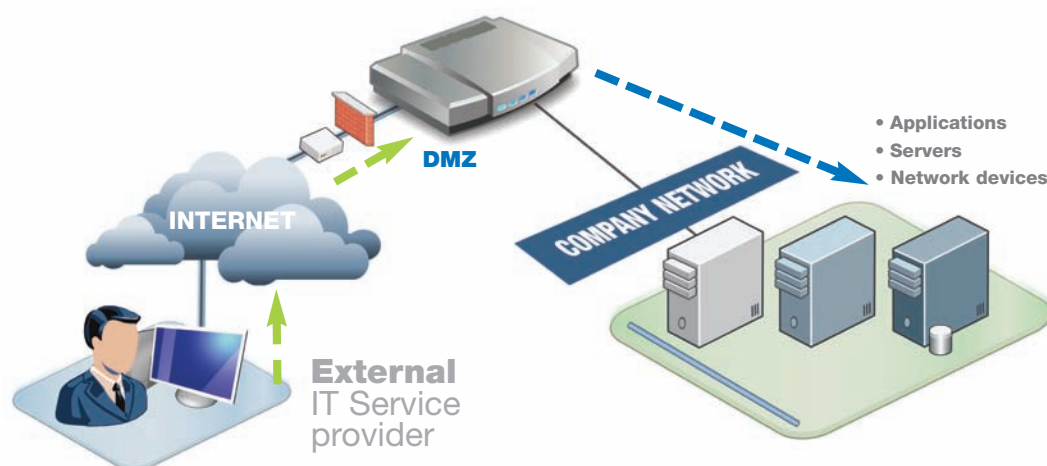 • Applications
• Servers
• Network devices
DMZ
INTERNET
COMPANY NETWORK
External
IT Service
provider